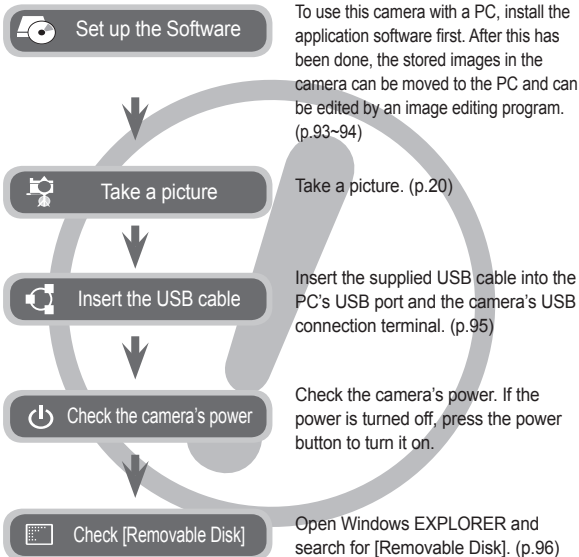 Set up the Software
To use this camera with a PC, install the
application software first. After this has
been done, the stored images in the
camera can be moved to the PC and can
be edited by an image editing program.
(p.93~94)
Take a picture
Take a picture. (p.20)
Insert the USB cable
Insert the supplied USB cable into the
PC’s USB port and the camera’s USB
connection terminal. (p.95)
Check the camera’s power
Check the camera’s power. If the
power is turned off, press the power
button to turn it on.
Check [Removable Disk]
Open Windows EXPLORER and
search for [Removable Disk]. (p.96)